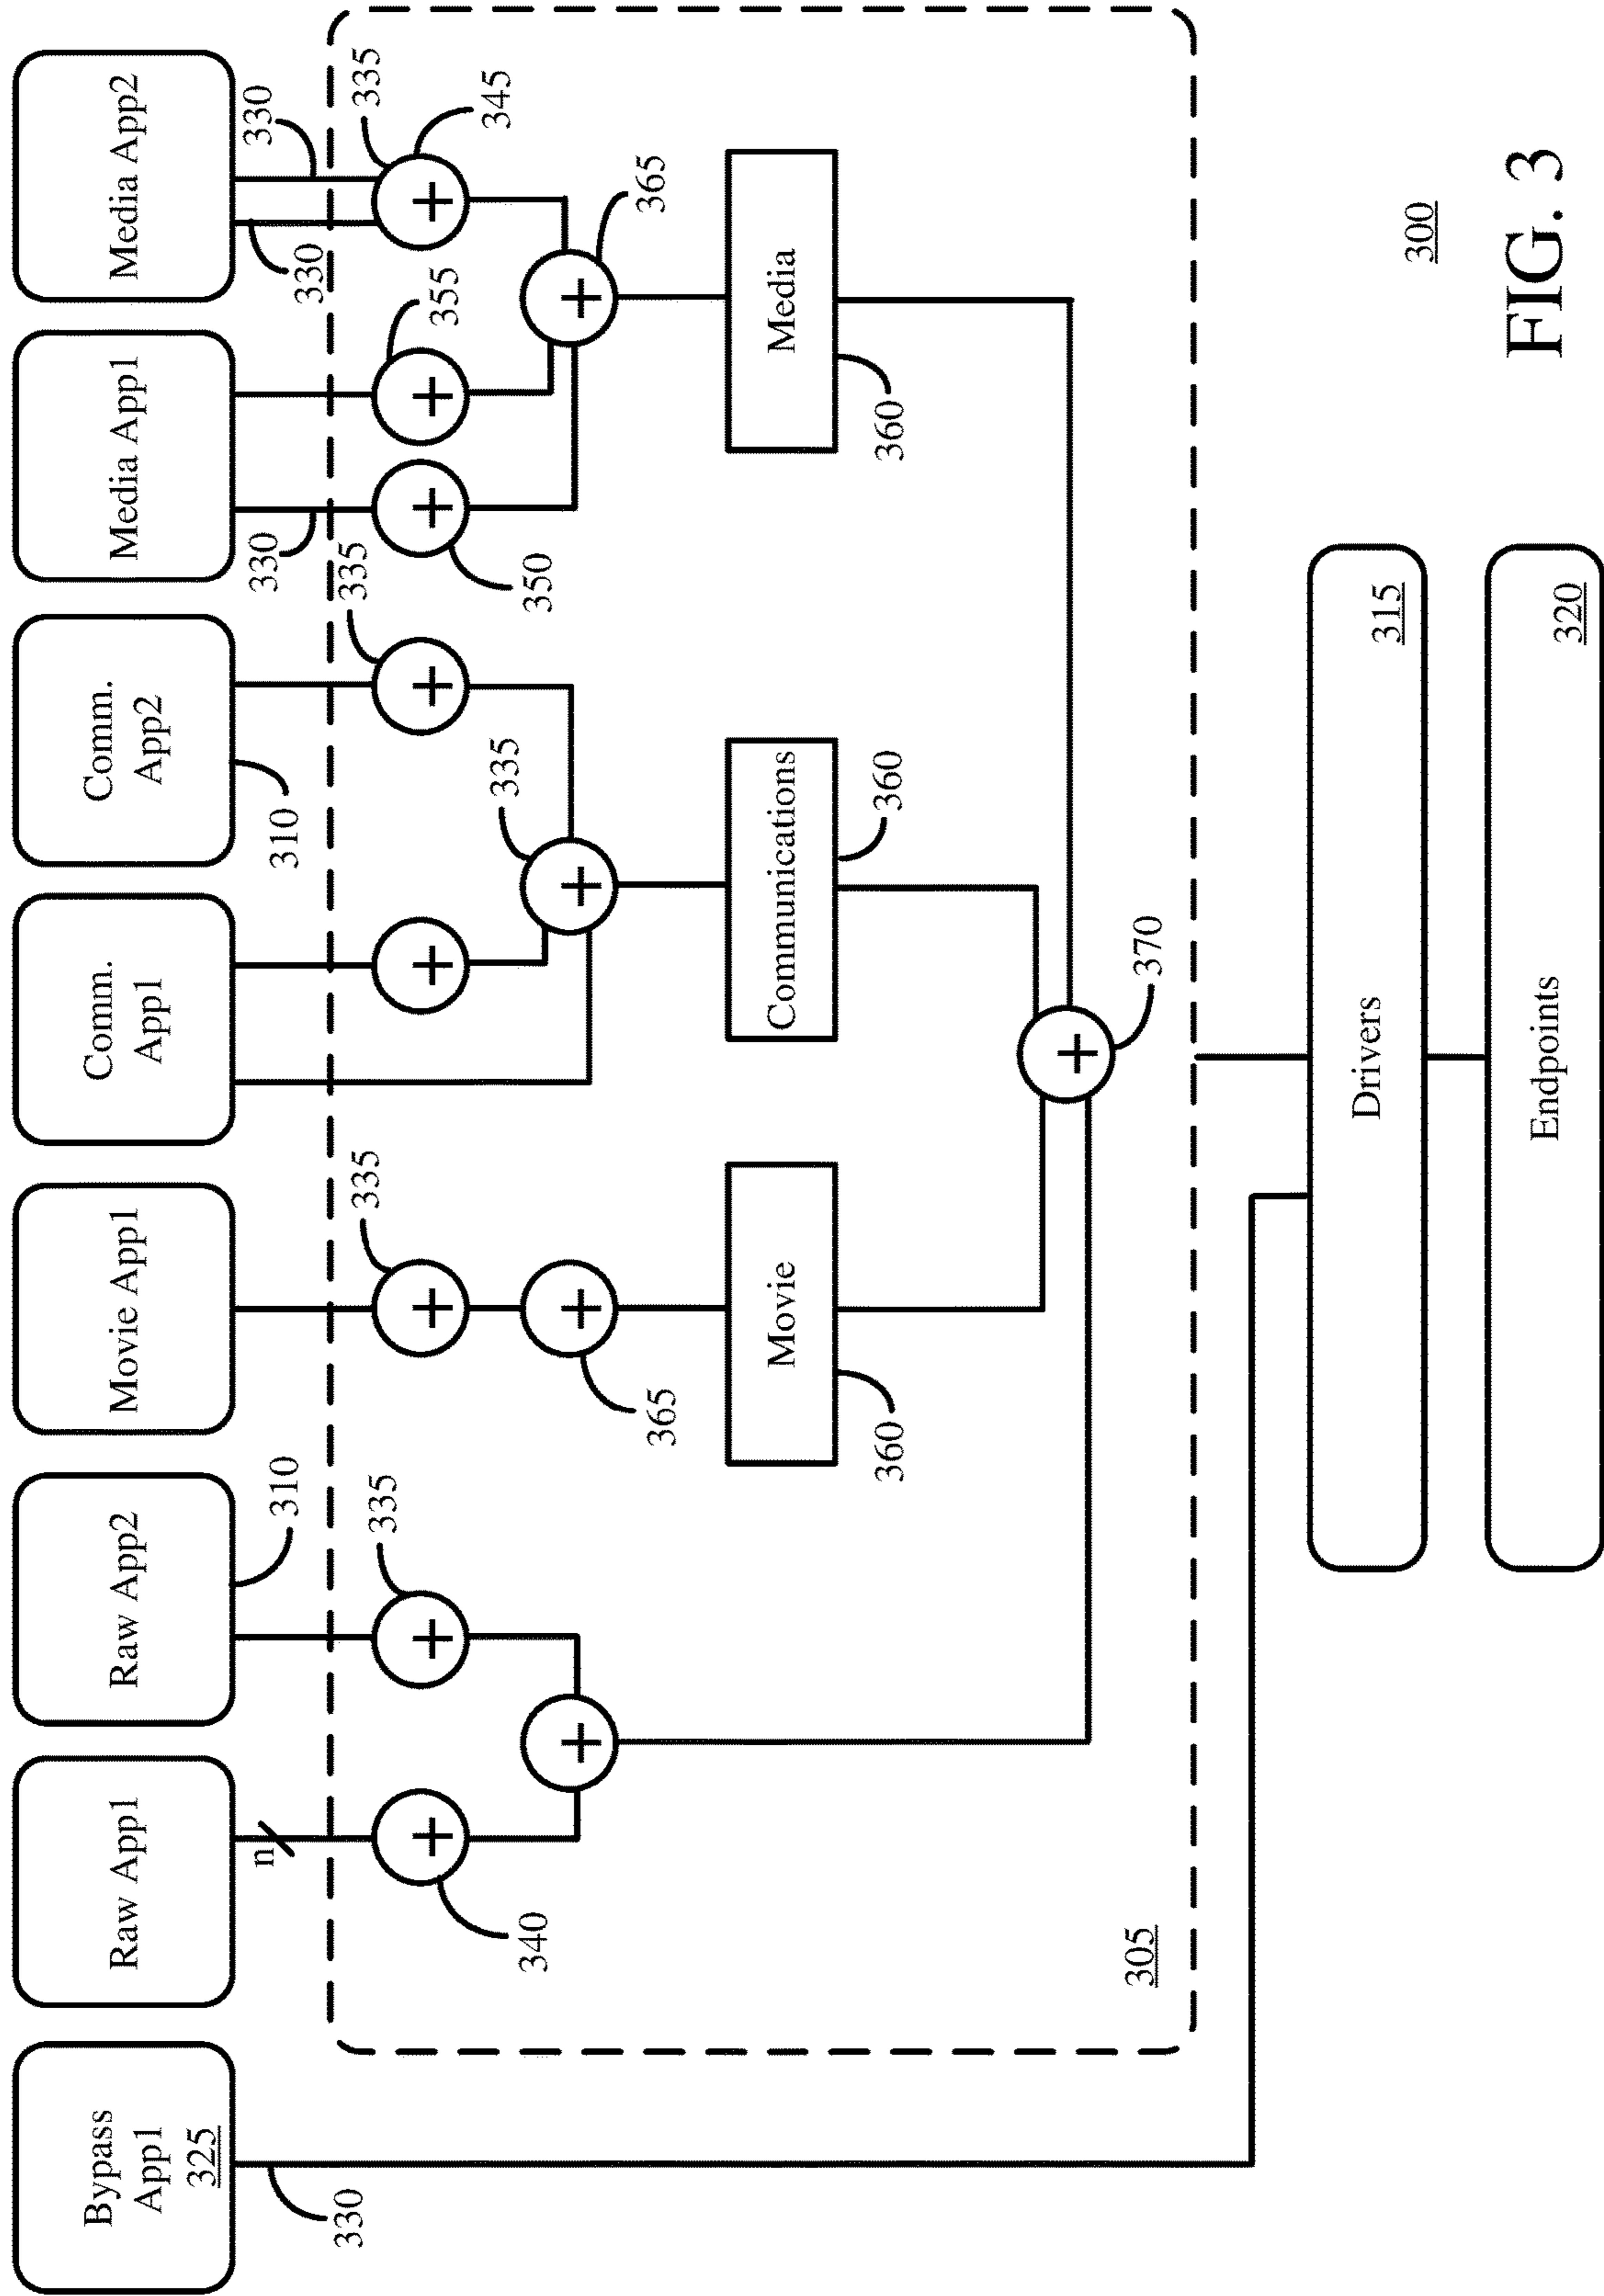 Bypass
App1
325
Raw App1
Raw App2
Movie App1
Comm.
App1
Comm.
App2
Media App1
Media App2
330
n
310
310
330
330
330
335
335
335
335
+
+
+
+
+
+
+
+
355
345
340
335
350
+
+
+
+
365
365
Movie
Communications
Media
360
360
360
+
370
305
Drivers
315
Endpoints
320
300
FIG. 3